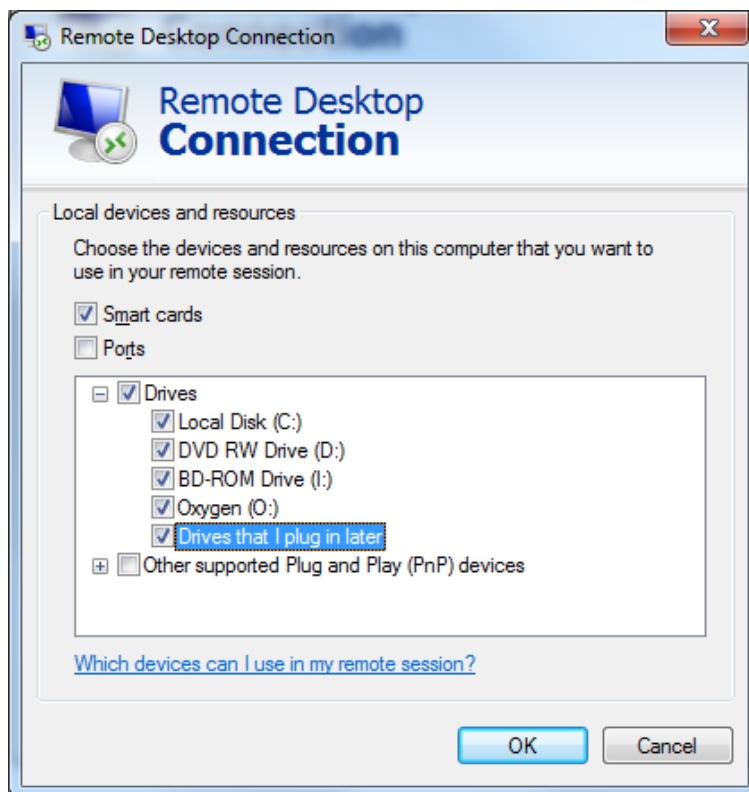 Remote Desktop Connection
Remote Desktop
Connection
Local devices and resources
Choose the devices and resources on this computer that you want to
use in your remote session.
Smart cards
Ports
Drives
Local Disk (C:)
DVD RW Drive (D:)
BD-ROM Drive (I:)
Oxygen (O:)
Drives that I plug in later
Other supported Plug and Play (PnP) devices
Which devices can I use in my remote session?
OK
Cancel